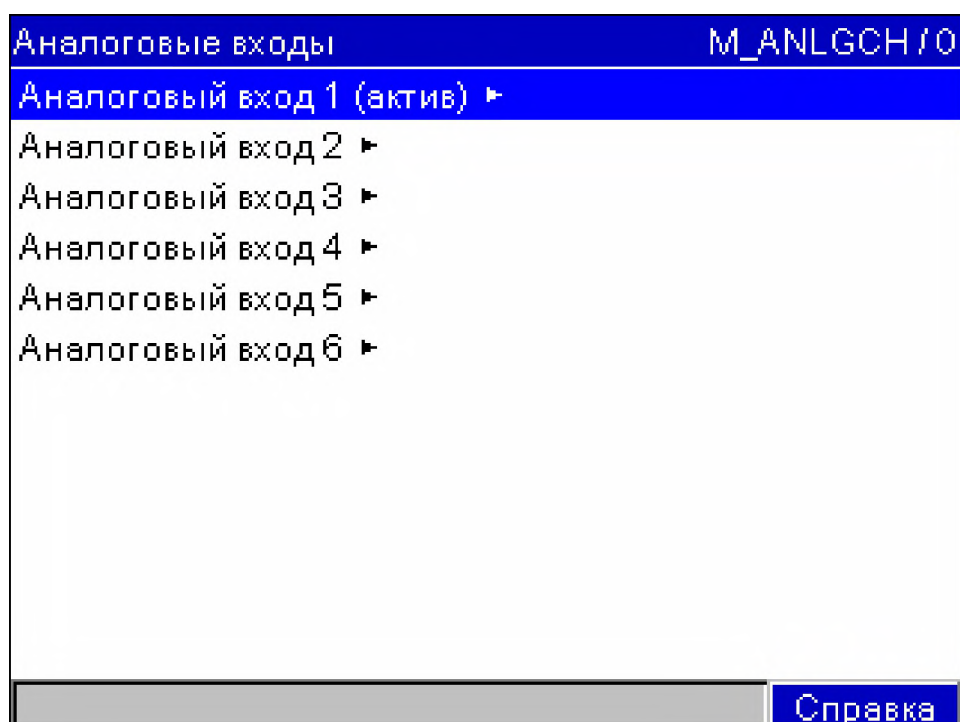 Аналоговые входы M_ANLGCH / 0
Аналоговый вход 1 (актив) ►
Аналоговый вход 2 ►
Аналоговый вход 3 ►
Аналоговый вход 4 ►
Аналоговый вход 5 ►
Аналоговый вход 6 ►
Справка